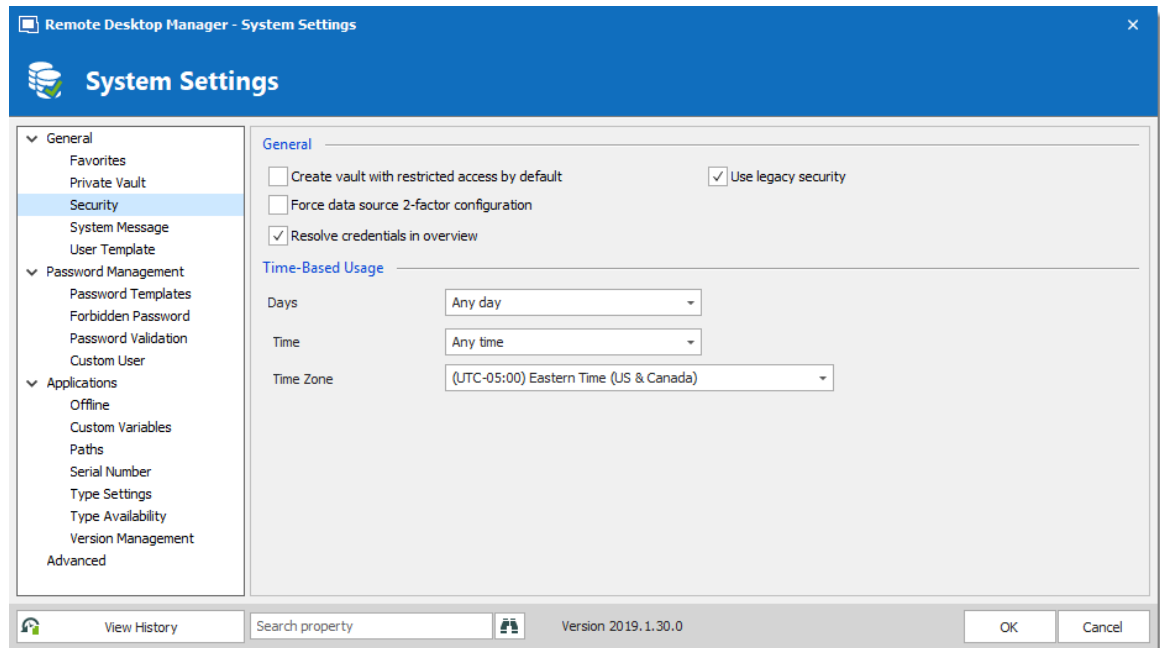 Remote Desktop Manager - System Settings
System Settings
General
Favorites
Private Vault
Security
System Message
User Template
Password Management
Password Templates
Forbidden Password
Password Validation
Custom User
Applications
Offline
Custom Variables
Paths
Serial Number
Type Settings
Type Availability
Version Management
Advanced
General
Create vault with restricted access by default
Use legacy security
Force data source 2-factor configuration
Resolve credentials in overview
Time-Based Usage
Days Any day
Time Any time
Time Zone (UTC-05:00) Eastern Time (US & Canada)
View History Search property Version 2019.1.30.0 OK Cancel